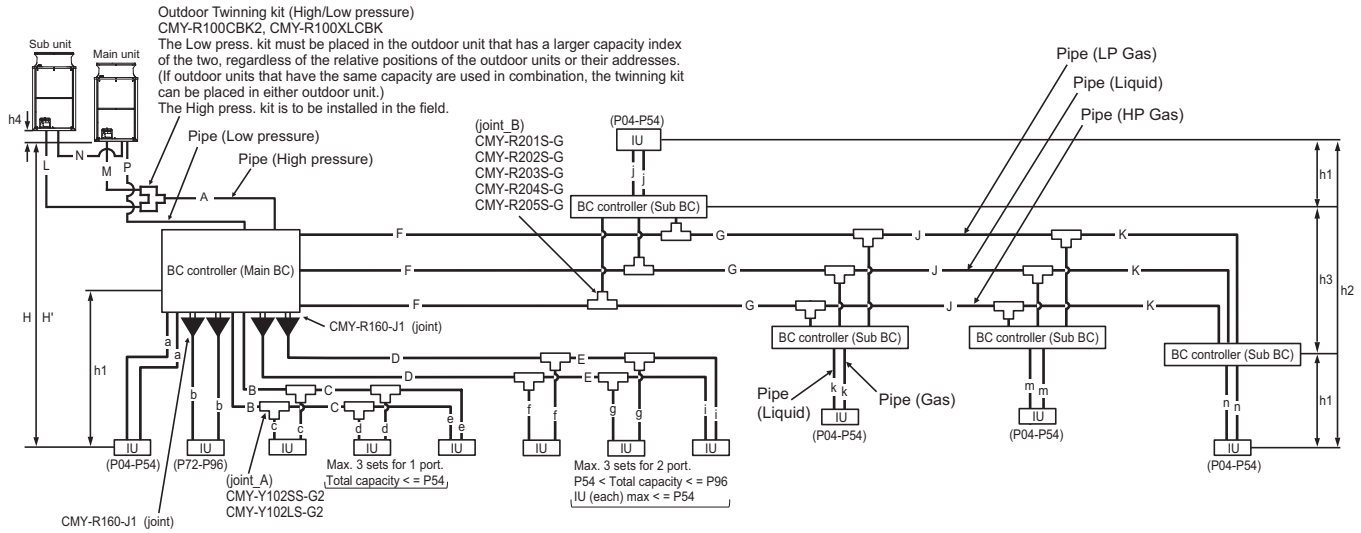 Outdoor Twinning kit (High/Low pressure)
CMY-R100CBK2, CMY-R100XLCBK
The Low press. kit must be placed in the outdoor unit that has a larger capacity index
of the two, regardless of the relative positions of the outdoor units or their addresses.
(If outdoor units that have the same capacity are used in combination, the twinning kit
can be placed in either outdoor unit.)
The High press. kit is to be installed in the field.
Sub unit
Main unit
h4
L
N
M
P
Pipe (Low pressure)
Pipe (High pressure)
A
H
H'
h1
BC controller (Main BC)
(joint_B)
CMY-R201S-G
CMY-R202S-G
CMY-R203S-G
CMY-R204S-G
CMY-R205S-G
(P04-P54)
IU
j
j
BC controller (Sub BC)
Pipe (LP Gas)
Pipe (Liquid)
Pipe (HP Gas)
h1
h3
h2
h1
F
G
J
K
F
G
J
K
F
G
J
K
CMY-R160-J1 (joint)
BC controller (Sub BC)
BC controller (Sub BC)
BC controller (Sub BC)
a
a
b
b
D
E
D
E
B
C
B
C
c
c
d
d
e
e
f
f
g
g
i
i
Pipe
(Liquid)
k
k
Pipe (Gas)
m
m
n
n
IU
(P04-P54)
IU
(P04-P54)
IU
(P04-P54)
IU
(P04-P54)
IU
(P72-P96)
IU
IU
IU
IU
IU
IU
(joint_A)
CMY-Y102SS-G2
CMY-Y102LS-G2
Max. 3 sets for 1 port.
Total capacity < = P54
Max. 3 sets for 2 port.
P54 < Total capacity < = P96
IU (each) max < = P54
CMY-R160-J1 (joint)